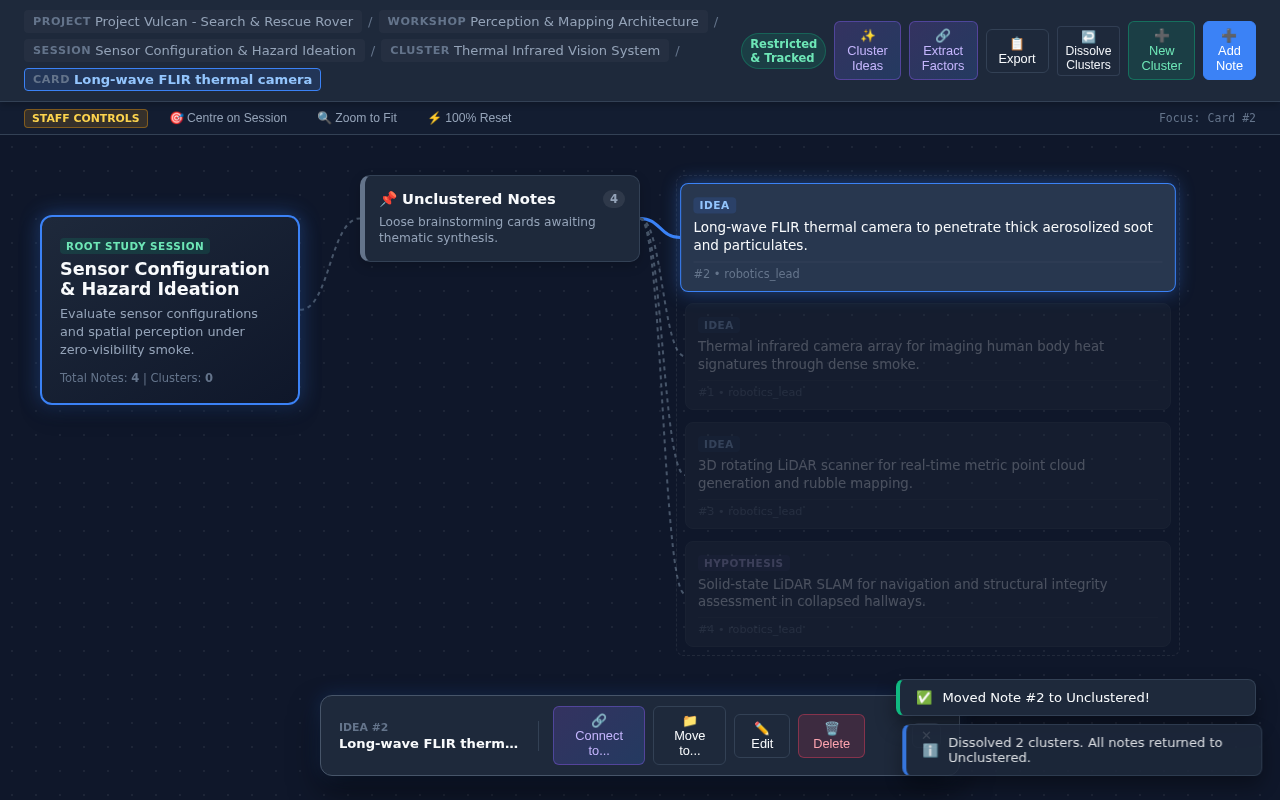 PROJECT Project Vulcan - Search & Rescue Rover / WORKSHOP Perception & Mapping Architecture /
SESSION Sensor Configuration & Hazard Ideation / CLUSTER Thermal Infrared Vision System /
CARD Long-wave FLIR thermal camera
Restricted
& Tracked
✨
Cluster
Ideas
🔗
Extract
Factors
📋
Export
↩️
Dissolve
Clusters
➕
New
Cluster
➕
Add
Note
STAFF CONTROLS 🎯 Centre on Session 🔍 Zoom to Fit ⚡ 100% Reset Focus: Card #2
ROOT STUDY SESSION
Sensor Configuration
& Hazard Ideation
Evaluate sensor configurations
and spatial perception under
zero-visibility smoke.
Total Notes: 4 | Clusters: 0
📌 Unclustered Notes 4
Loose brainstorming cards awaiting
thematic synthesis.
IDEA
Long-wave FLIR thermal camera to penetrate thick aerosolized soot
and particulates.
#2 • robotics_lead
IDEA
Thermal infrared camera array for imaging human body heat
signatures through dense smoke.
#1 • robotics_lead
IDEA
3D rotating LiDAR scanner for real-time metric point cloud
generation and rubble mapping.
#3 • robotics_lead
HYPOTHESIS
Solid-state LiDAR SLAM for navigation and structural integrity
assessment in collapsed hallways.
#4 • robotics_lead
IDEA #2
Long-wave FLIR therm...
🔗
Connect
to...
📁
Move
to...
✏️
Edit
🗑️
Delete
✕
✅ Moved Note #2 to Unclustered!
ℹ️ Dissolved 2 clusters. All notes returned to
Unclustered.